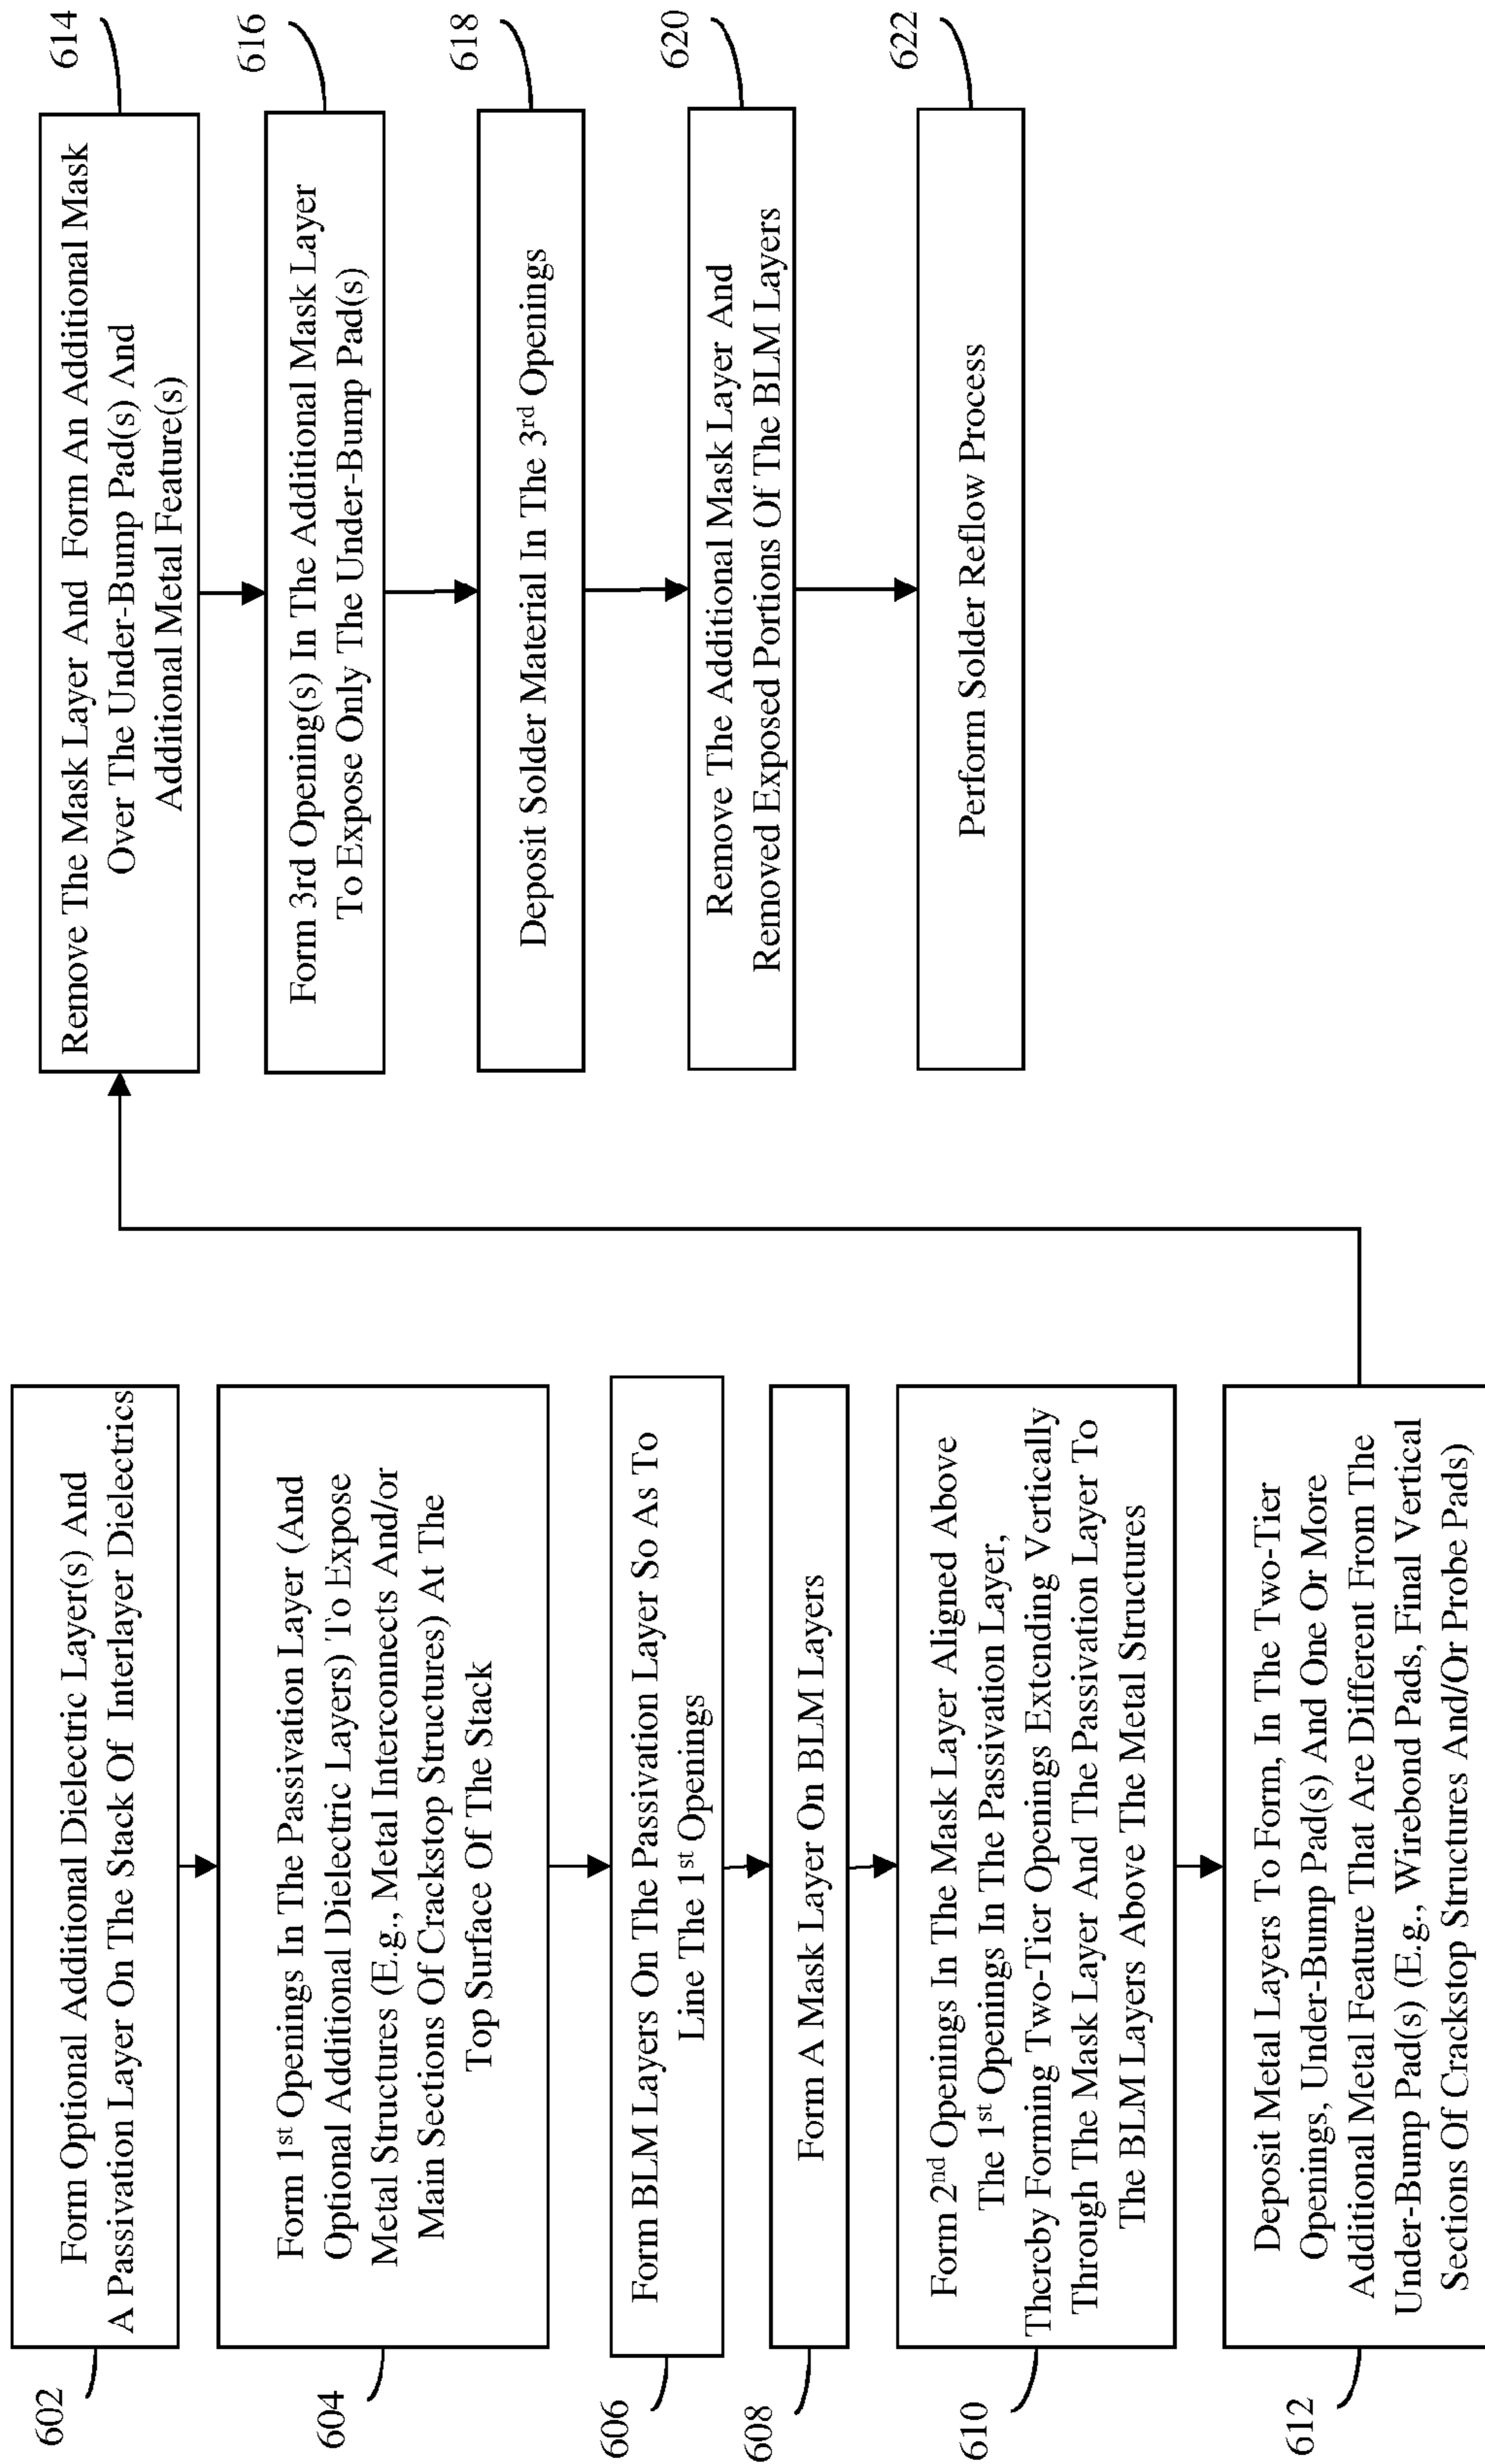 602
Form Optional Additional Dielectric Layer(s) And
A Passivation Layer On The Stack Of Interlayer Dielectrics
604
Form 1st Openings In The Passivation Layer (And
Optional Additional Dielectric Layers) To Expose
Metal Structures (E.g., Metal Interconnects And/or
Main Sections Of Crackstop Structures) At The
Top Surface Of The Stack
606
Form BLM Layers On The Passivation Layer So As To
Line The 1st Openings
608
Form A Mask Layer On BLM Layers
610
Form 2nd Openings In The Mask Layer Aligned Above
The 1st Openings In The Passivation Layer,
Thereby Forming Two-Tier Openings Extending Vertically
Through The Mask Layer And The Passivation Layer To
The BLM Layers Above The Metal Structures
612
Deposit Metal Layers To Form, In The Two-Tier
Openings, Under-Bump Pad(s) And One Or More
Additional Metal Feature That Are Different From The
Under-Bump Pad(s) (E.g., Wirebond Pads, Final Vertical
Sections Of Crackstop Structures And/Or Probe Pads)
614
Remove The Mask Layer And Form An Additional Mask
Over The Under-Bump Pad(s) And
Additional Metal Feature(s)
616
Form 3rd Opening(s) In The Additional Mask Layer
To Expose Only The Under-Bump Pad(s)
618
Deposit Solder Material In The 3rd Openings
620
Remove The Additional Mask Layer And
Removed Exposed Portions Of The BLM Layers
622
Perform Solder Reflow Process